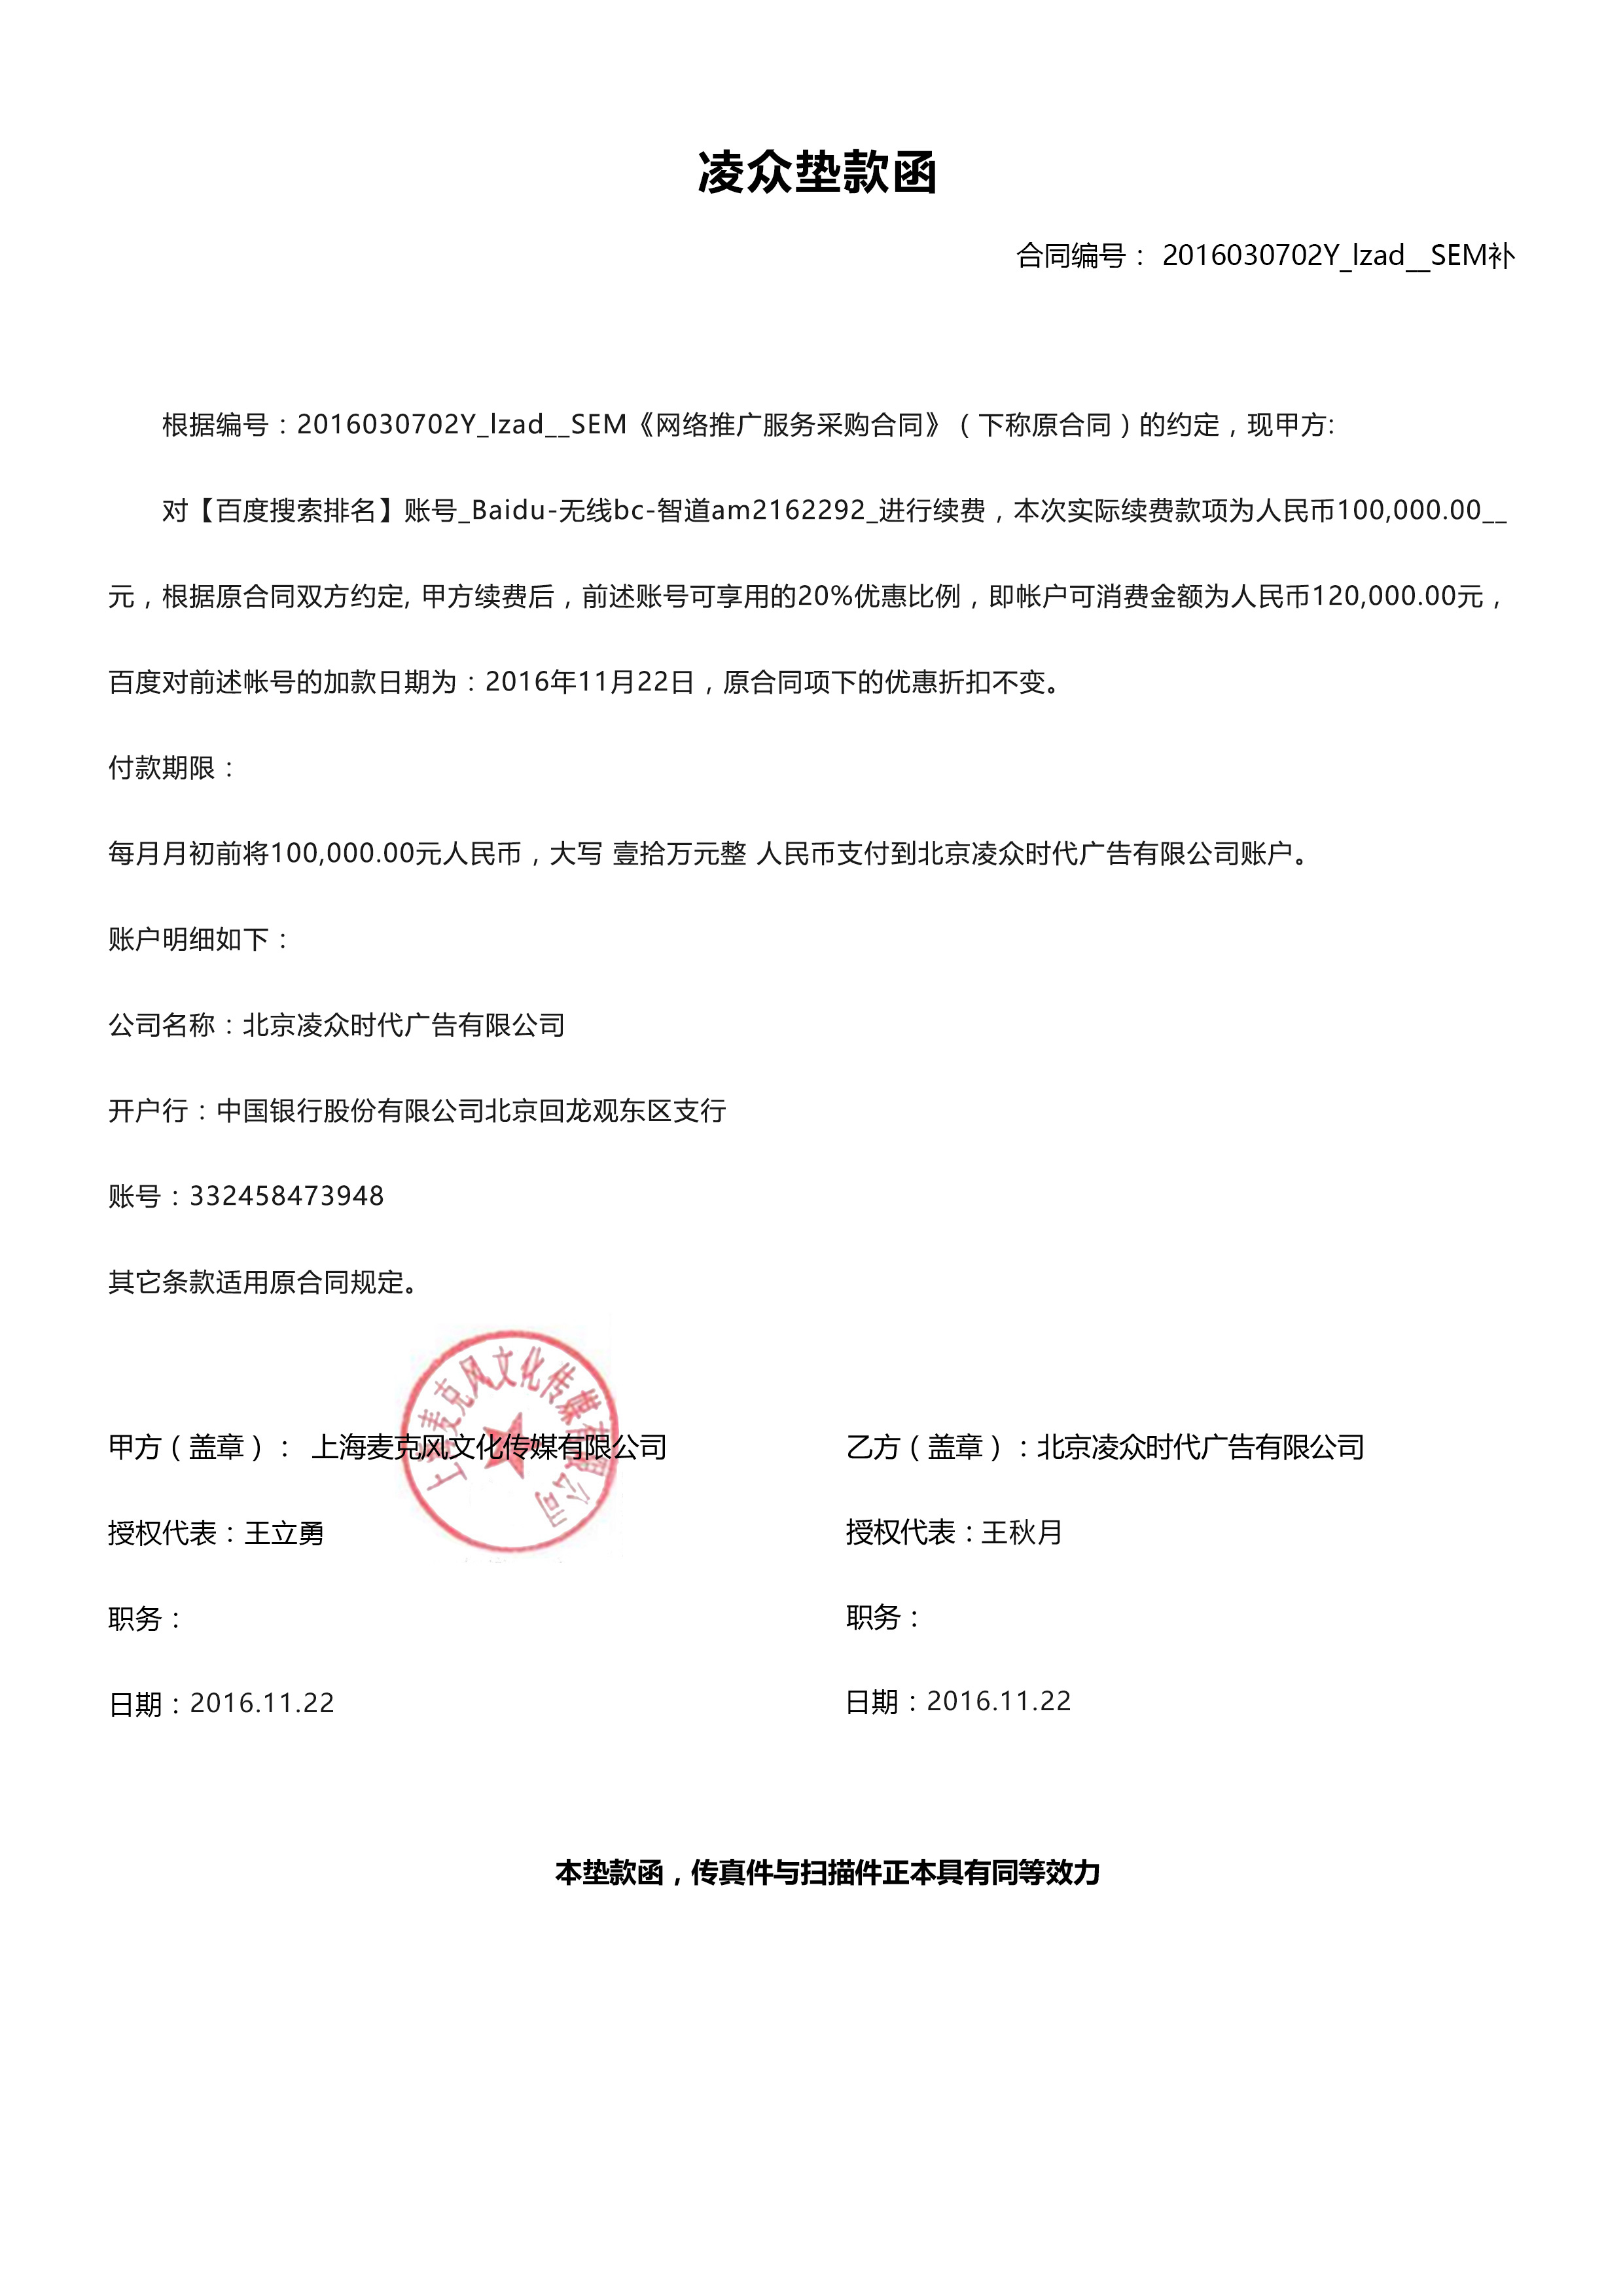 凌众垫款函
合同编号： 2016030702Y_lzad__SEM补
根据编号：2016030702Y_lzad__SEM《网络推广服务采购合同》（下称原合同）的约定，现甲方:
对【百度搜索排名】账号_Baidu-无线bc-智道am2162292_进行续费，本次实际续费款项为人民币100,000.00__
元，根据原合同双方约定, 甲方续费后，前述账号可享用的20%优惠比例，即帐户可消费金额为人民币120,000.00元，
百度对前述帐号的加款日期为：2016年11月22日，原合同项下的优惠折扣不变。
付款期限：
每月月初前将100,000.00元人民币，大写 壹拾万元整 人民币支付到北京凌众时代广告有限公司账户。
账户明细如下：
公司名称：北京凌众时代广告有限公司
开户行：中国银行股份有限公司北京回龙观东区支行
账号：332458473948
其它条款适用原合同规定。
上海麦克风文化传媒有限公司
甲方（盖章）： 上海麦克风文化传媒有限公司
乙方（盖章）：北京凌众时代广告有限公司
授权代表：王立勇
授权代表：王秋月
职务：
职务：
日期：2016.11.22
日期：2016.11.22
本垫款函，传真件与扫描件正本具有同等效力